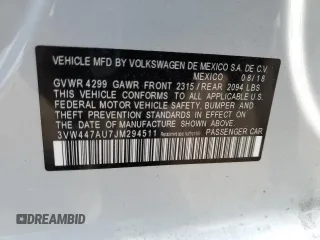 VEHICLE MFD BY VOLKSWAGEN DE MEXICO S.A. DE C.V.
MEXICO 08/18
GVWR 4299 GAWR FRONT 2315/REAR 2094 LBS
THIS VEHICLE CONFORMS TO ALL APPLICABLE U.S.
FEDERAL MOTOR VEHICLE SAFETY, BUMPER AND
THEFT PREVENTION STANDARDS IN EFFECT ON
THE DATE OF MANUFACTURE SHOWN ABOVE.
3VW447AU7JM294511 PASSENGER CAR
DREAMBID